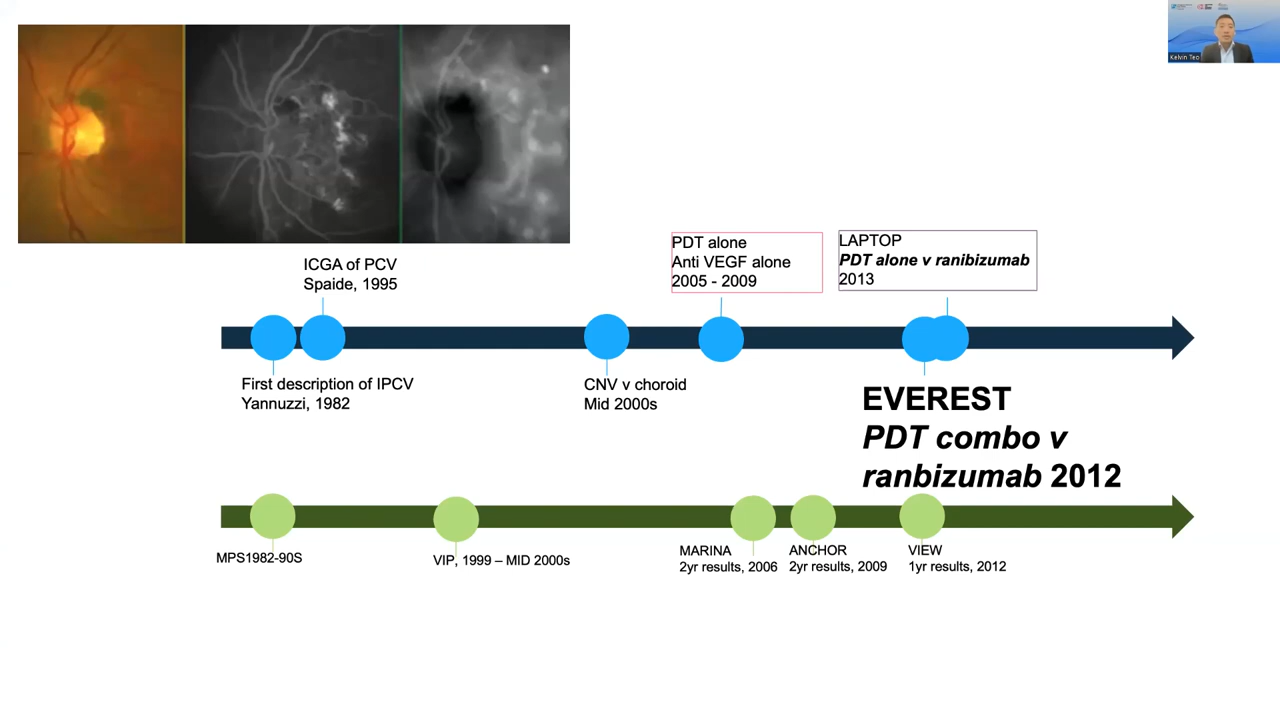 Kelvin Teo
ICGA of PCV
Spaide, 1995
PDT alone
Anti VEGF alone
2005 - 2009
LAPTOP
PDT alone v ranibizumab
2013
First description of IPCV
Yannuzzi, 1982
CNV v choroid
Mid 2000s
EVEREST
PDT combo v
ranbizumab 2012
MPS1982-90S
VIP, 1999 – MID 2000s
MARINA
2yr results, 2006
ANCHOR
2yr results, 2009
VIEW
1yr results, 2012